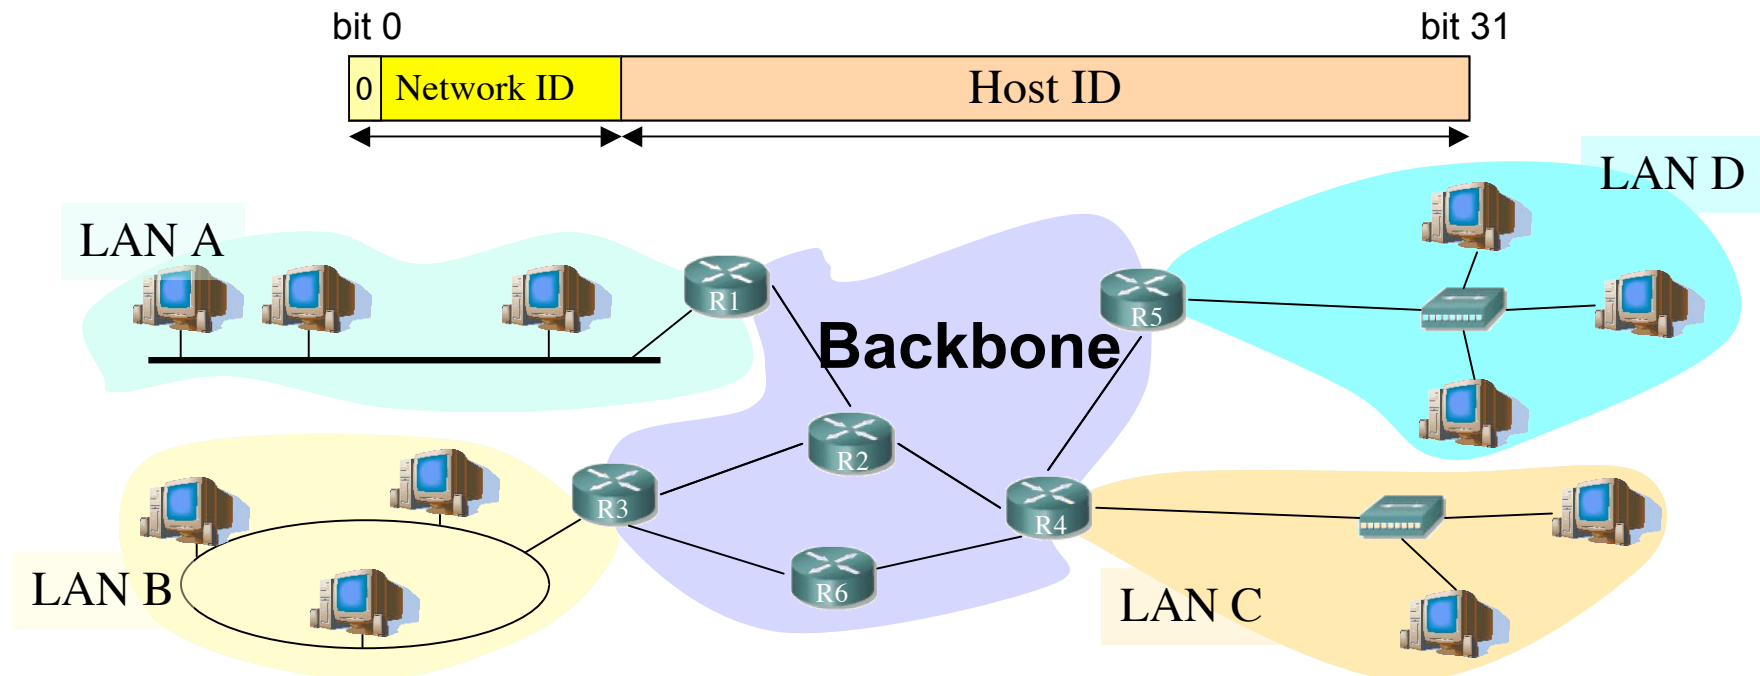 bit 0
bit 31
0
Network ID
Host ID
LAN D
LAN A
R1
R5
Backbone
R2
R3
R4
R6
LAN B
LAN C